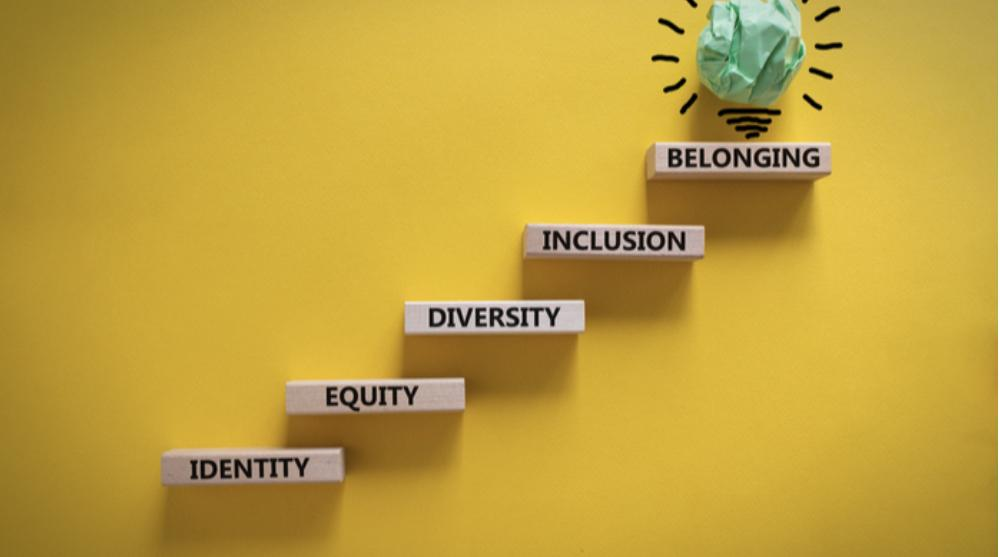 BELONGING
INCLUSION
DIVERSITY
EQUITY
IDENTITY